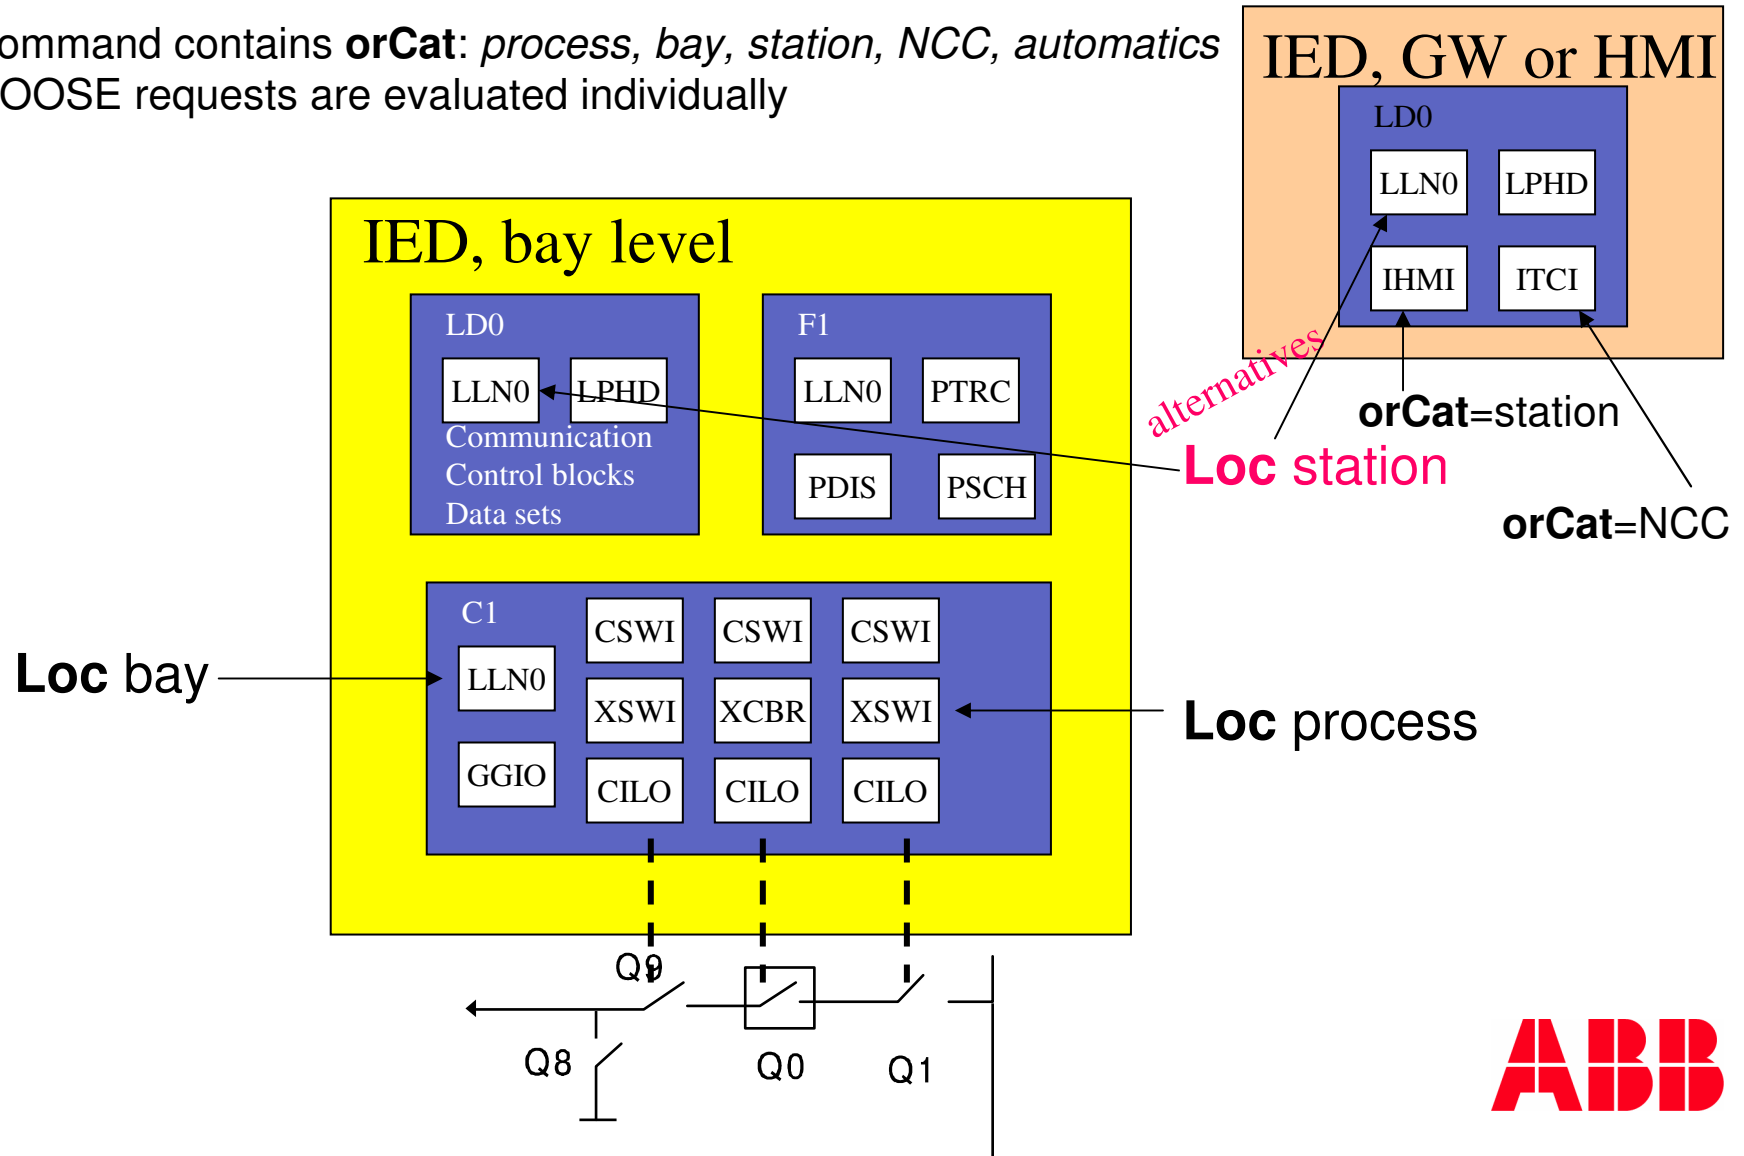 ommand contains orCat: process, bay, station, NCC, automatics
OOSE requests are evaluated individually
IED, GW or HMI
LD0
LLN0 LPHD
IHMI ITCI
alternatives
orCat=station
Loc station
orCat=NCC
IED, bay level
LD0
LLN0 LPHD
Communication
Control blocks
Data sets
F1
LLN0 PTRC
PDIS PSCH
C1
CSWI CSWI CSWI
LLN0
XSWI XCBR XSWI
GGIO
CILO CILO CILO
Loc bay
Loc process
Q9
Q8
Q0
Q1
ABB